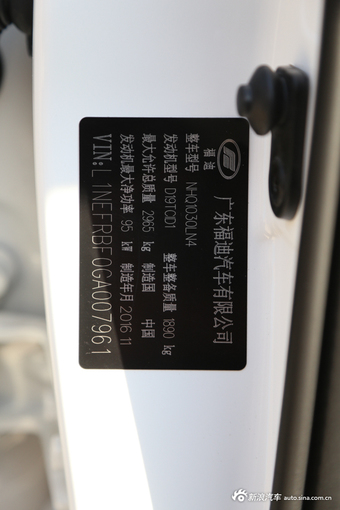 福迪
广东福迪汽车有限公司
整车型号 NHQ1030LN4
发动机型号 D19TCID1 整车整备质量 1890 kg
最大允许总质量 2965 kg 制造国 中国
发动机最大净功率 95 kW 制造年月 2016.11
VIN:L1NEFRBF0GA007961
新浪汽车 auto.sina.com.cn